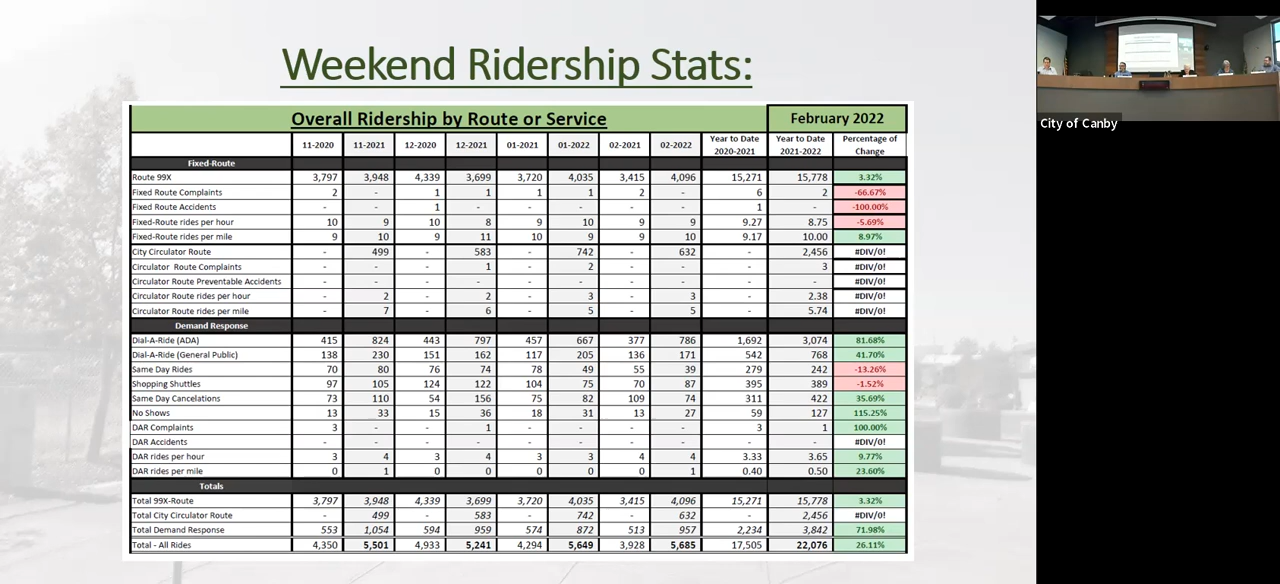 Weekend Ridership Stats:
Overall Ridership by Route or Service February 2022
11-2020 11-2021 12-2020 12-2021 01-2021 01-2022 02-2021 02-2022 Year to Date 2020-2021 Year to Date 2021-2022 Percentage of Change
Fixed-Route
Route 99X 3,797 3,948 4,339 3,699 3,720 4,035 3,415 4,096 15,271 15,778 3.32%
Fixed Route Complaints 2 - 1 1 1 1 2 - 6 2 -66.67%
Fixed Route Accidents - - 1 - - - - - 1 - -100.00%
Fixed-Route rides per hour 10 9 10 8 9 10 9 9 9.27 8.75 -5.69%
Fixed-Route rides per mile 9 10 9 11 10 9 9 10 9.17 10.00 8.97%
City Circulator Route - 499 - 583 - 742 - 632 - 2,456 #DIV/0!
Circulator Route Complaints - - - 1 - 2 - - - 3 #DIV/0!
Circulator Route Preventable Accidents - - - - - - - - - - #DIV/0!
Circulator Route rides per hour - 2 - 2 - 3 - 3 - 2.38 #DIV/0!
Circulator Route rides per mile - 7 - 6 - 5 - 5 - 5.74 #DIV/0!
Demand Response
Dial-A-Ride (ADA) 415 824 443 797 457 667 377 786 1,692 3,074 81.68%
Dial-A-Ride (General Public) 138 230 151 162 117 205 136 171 542 768 41.70%
Same Day Rides 70 80 76 74 78 49 55 39 279 242 -13.26%
Shopping Shuttles 97 105 124 122 104 75 70 87 395 389 -1.52%
Same Day Cancelations 73 110 54 156 75 82 109 74 311 422 35.69%
No Shows 13 33 15 36 18 31 13 27 59 127 115.25%
DAR Complaints 3 - - 1 - - - - 3 1 100.00%
DAR Accidents - - - - - - - - - - #DIV/0!
DAR rides per hour 3 4 3 4 3 3 4 4 3.33 3.65 9.77%
DAR rides per mile 0 1 0 0 0 0 0 1 0.40 0.50 23.60%
Totals
Total 99X-Route 3,797 3,948 4,339 3,699 3,720 4,035 3,415 4,096 15,271 15,778 3.32%
Total City Circulator Route - 499 - 583 - 742 - 632 - 2,456 #DIV/0!
Total Demand Response 553 1,054 594 959 574 872 513 957 2,234 3,842 71.98%
Total - All Rides 4,350 5,501 4,933 5,241 4,294 5,649 3,928 5,685 17,505 22,076 26.11%
City of Canby